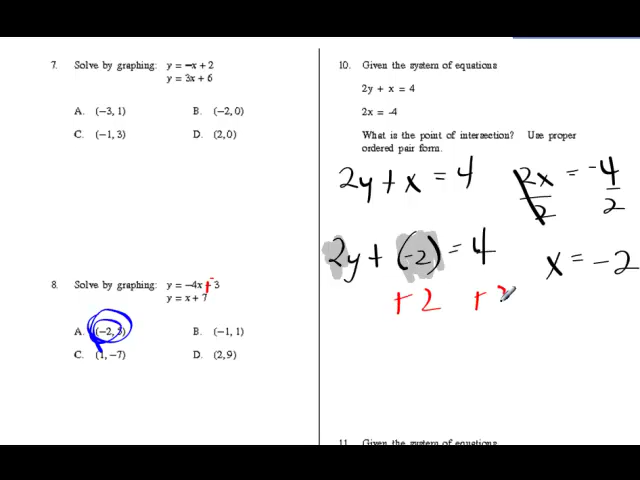 7. Solve by graphing: y = -x + 2
y = 3x + 6
A. (-3, 1) B. (-2, 0)
C. (-1, 3) D. (2, 0)
8. Solve by graphing: y = -4x + 3
y = x + 7
A. (-2, 3) B. (-1, 1)
C. (1, -7) D. (2, 9)
10. Given the system of equations
2y + x = 4
2x = -4
What is the point of intersection? Use proper
ordered pair form.
2y + x = 4
2x = -4
2 2
2y + (-2) = 4
x = -2
+2 +2
11. Given the system of equations